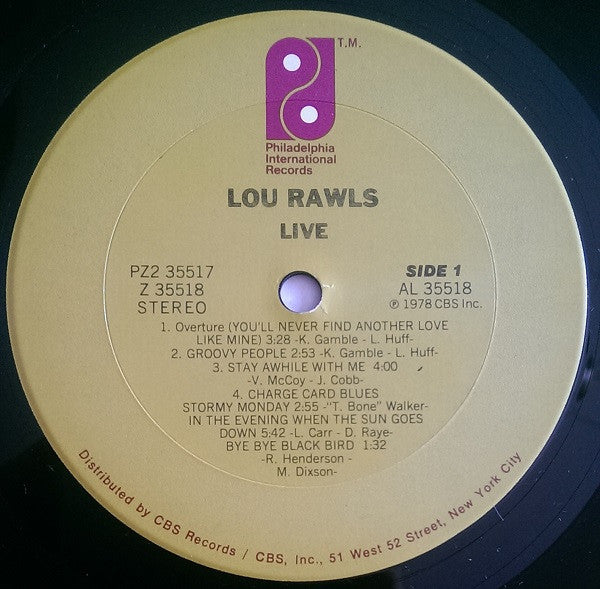 T.M.
Philadelphia
International
Records
LOU RAWLS
LIVE
PZ2 35517
Z 35518
STEREO
SIDE 1
AL 35518
℗ 1978 CBS Inc.
1. Overture (YOU'LL NEVER FIND ANOTHER LOVE
LIKE MINE) 3:28 -K. Gamble - L. Huff-
2. GROOVY PEOPLE 2:53 -K. Gamble - L. Huff-
3. STAY AWHILE WITH ME 4:00
-V. McCoy - J. Cobb-
4. CHARGE CARD BLUES
STORMY MONDAY 2:55 -"T. Bone" Walker-
IN THE EVENING WHEN THE SUN GOES
DOWN 5:42 -L. Carr - D. Raye-
BYE BYE BLACK BIRD 1:32
-R. Henderson -
M. Dixson-
Distributed by CBS Records / CBS, Inc., 51 West 52 Street, New York City